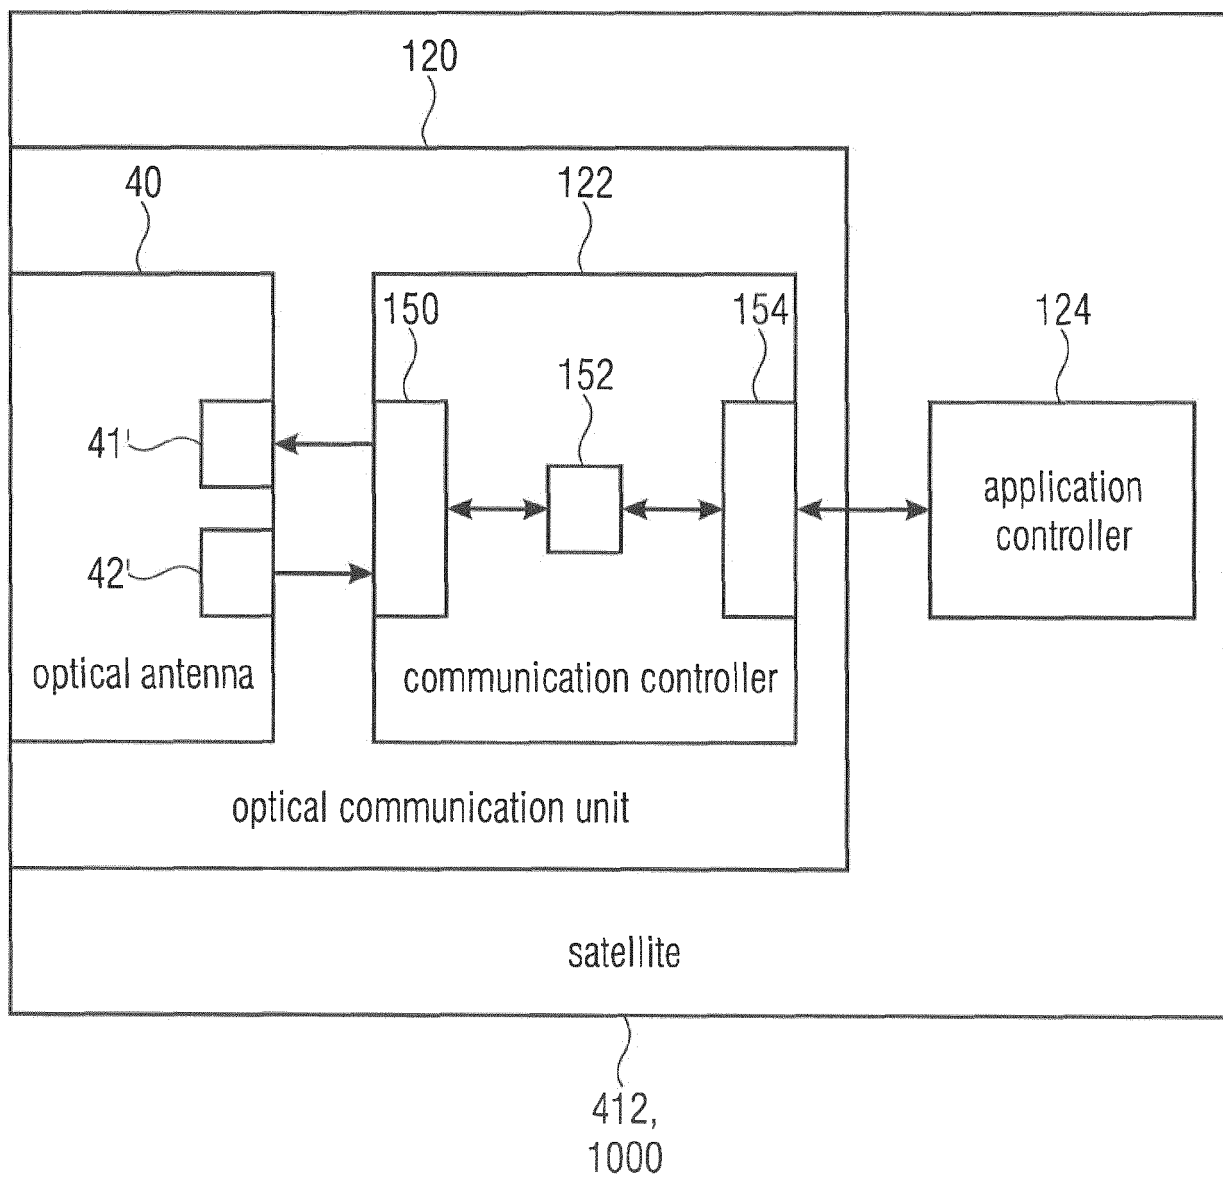 120
40
122
150
154
124
152
41'
application
controller
42'
optical antenna
communication controller
optical communication unit
satellite
412,
1000